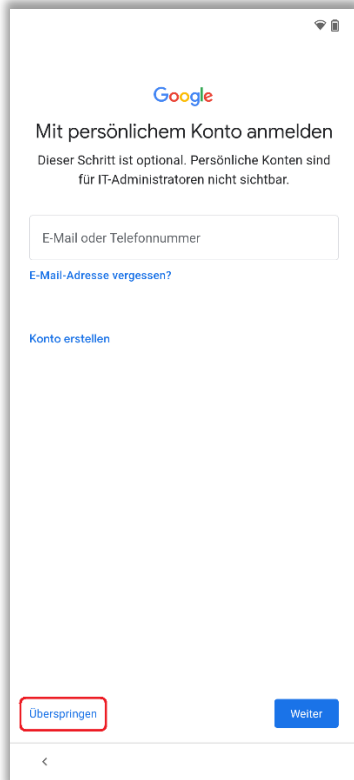 Google
Mit persönlichem Konto anmelden
Dieser Schritt ist optional. Persönliche Konten sind
für IT-Administratoren nicht sichtbar.
E-Mail oder Telefonnummer
E-Mail-Adresse vergessen?
Konto erstellen
Überspringen
Weiter